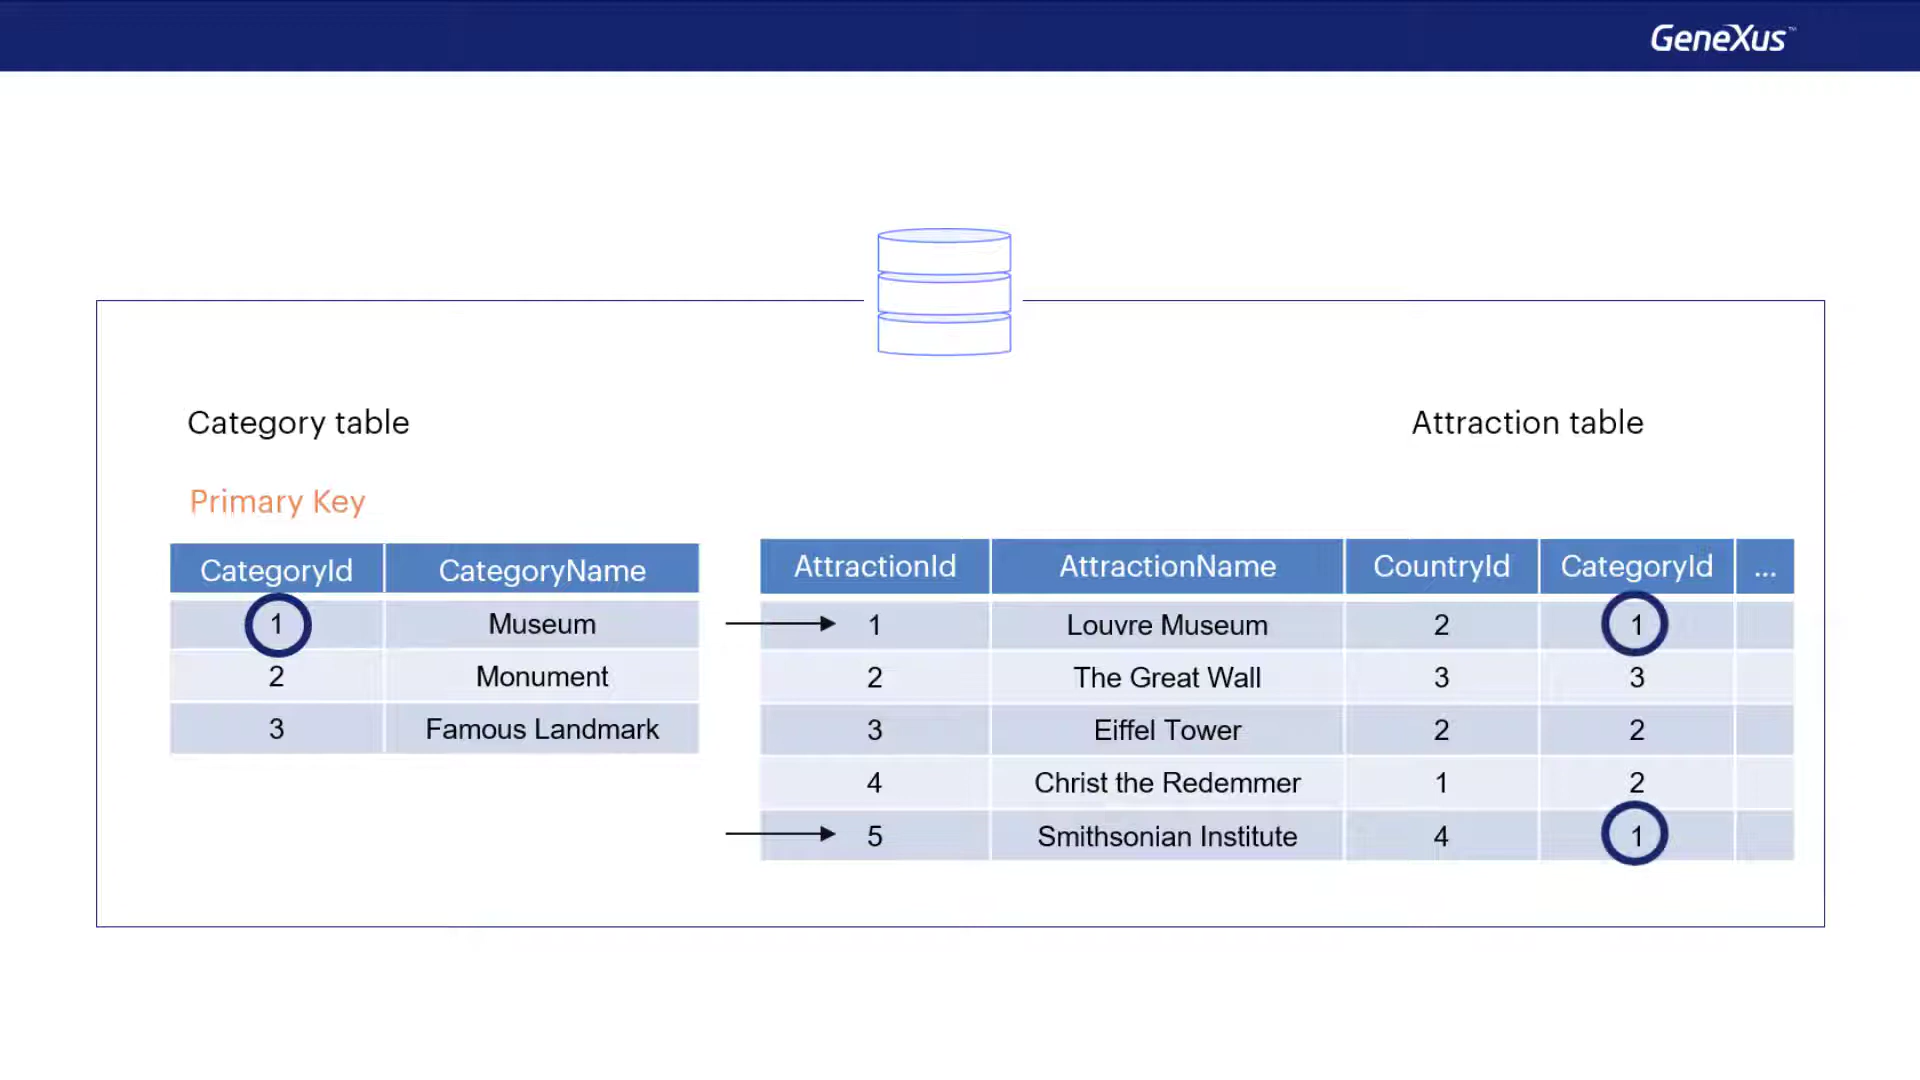 GeneXus™
Category table
Attraction table
Primary Key
CategoryId CategoryName
1 Museum
2 Monument
3 Famous Landmark
AttractionId AttractionName CountryId CategoryId ...
1 Louvre Museum 2 1
2 The Great Wall 3 3
3 Eiffel Tower 2 2
4 Christ the Redemmer 1 2
5 Smithsonian Institute 4 1